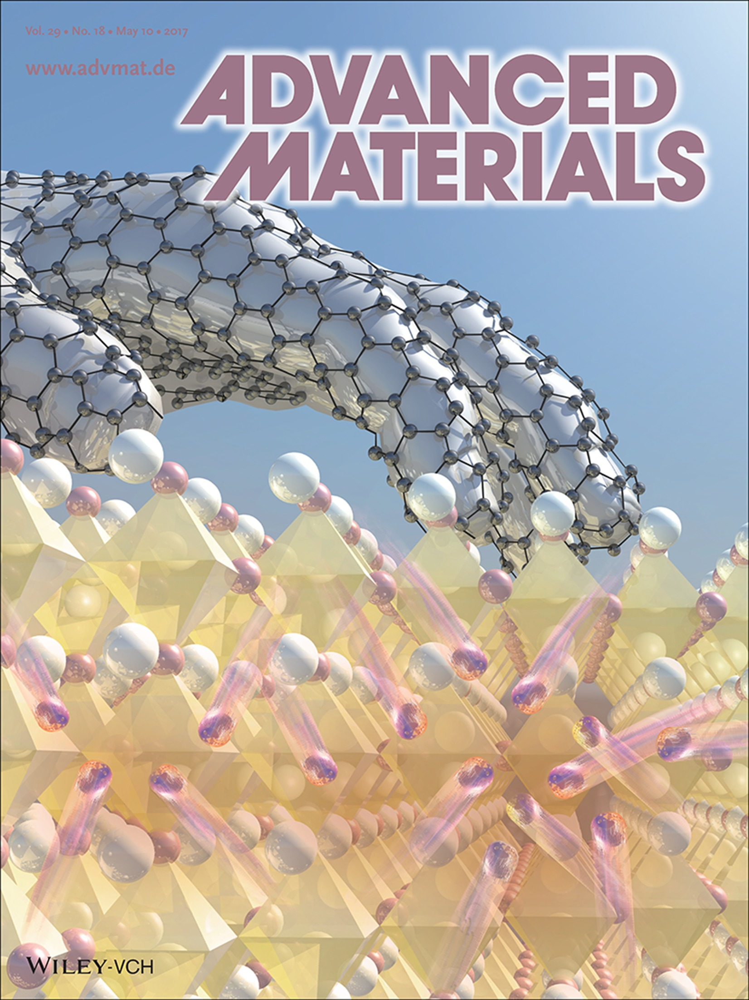 Vol. 29 • No. 18 • May 10 • 2017
www.advmat.de
ADVANCED
MATERIALS
WILEY-VCH